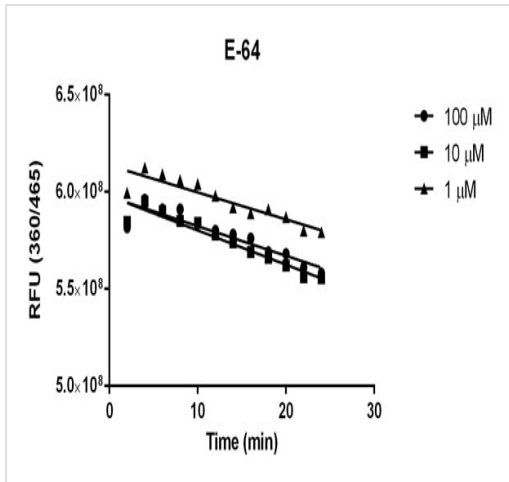 E-64
6.5×10⁸
6.0×10⁸
5.5×10⁸
5.0×10⁸
RFU (360/465)
0
10
20
30
Time (min)
100 μM
10 μM
1 μM